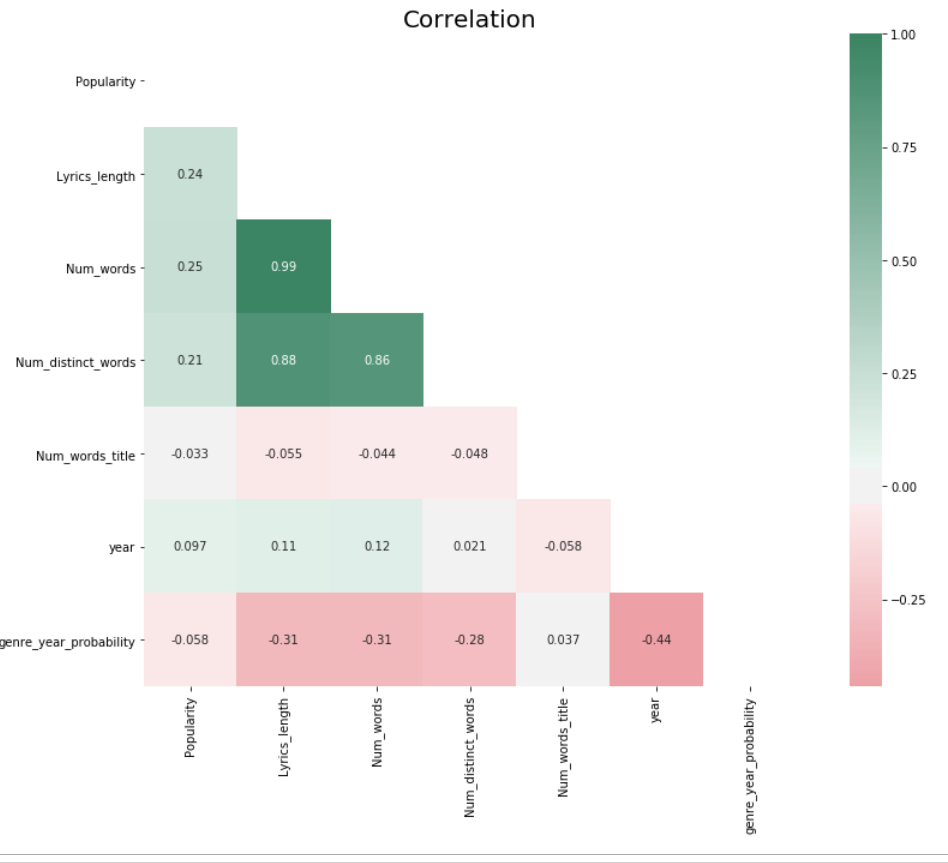 Correlation
1.00
Popularity
0.75
Lyrics_length 0.24
Num_words 0.25 0.99
0.50
Num_distinct_words 0.21 0.88 0.86
0.25
Num_words_title -0.033 -0.055 -0.044 -0.048
0.00
year 0.097 0.11 0.12 0.021 -0.058
−0.25
genre_year_probability -0.058 -0.31 -0.31 -0.28 0.037 -0.44
Popularity
Lyrics_length
Num_words
Num_distinct_words
Num_words_title
year
genre_year_probability